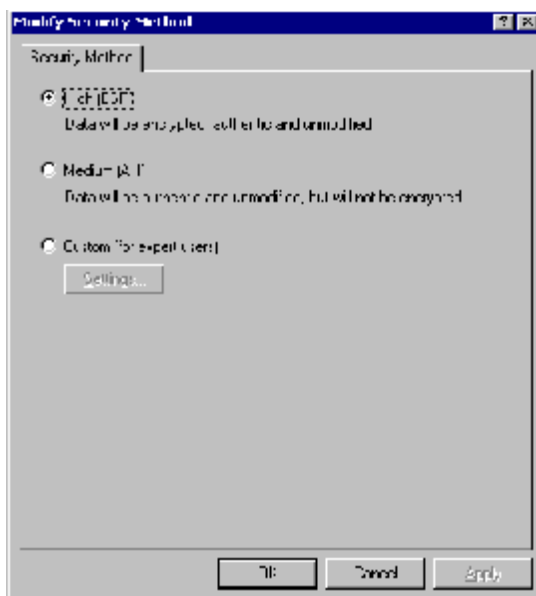 Modify Security Method
Security Method
High (ESP)
Data will be encrypted, authentic and unmodified
Medium (AH)
Data will be authentic and unmodified, but will not be encrypted
Custom (for expert users)
Settings...
OK
Cancel
Apply